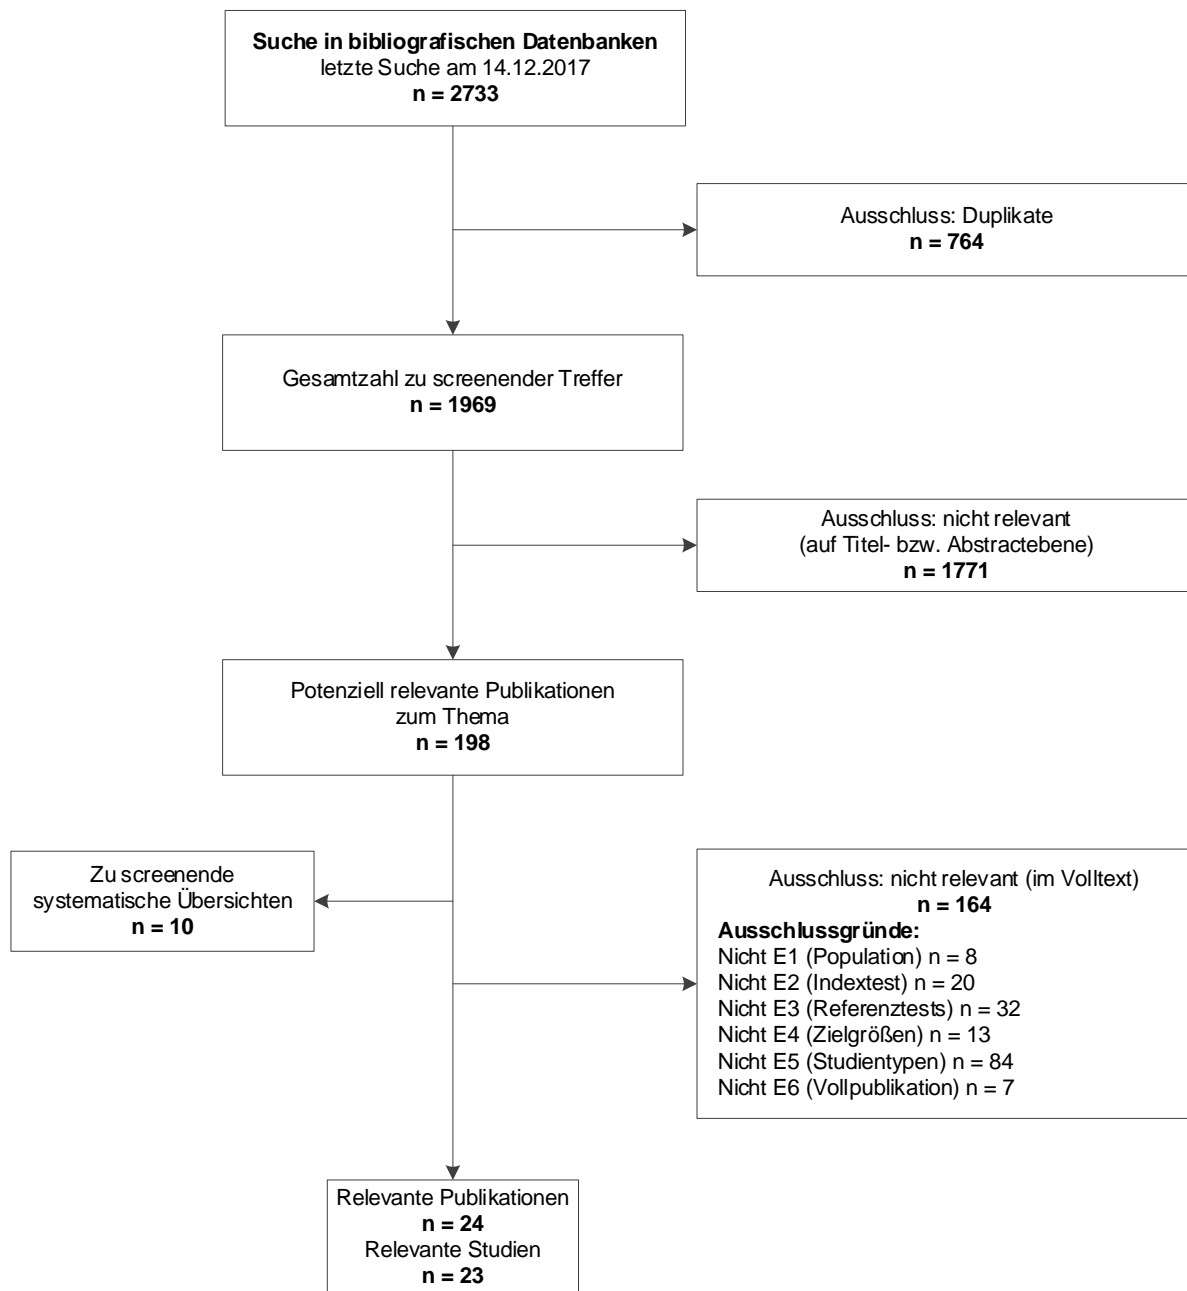 Suche in bibliografischen Datenbanken
letzte Suche am 14.12.2017
n = 2733
Ausschluss: Duplikate
n = 764
Gesamtzahl zu screenender Treffer
n = 1969
Ausschluss: nicht relevant
(auf Titel- bzw. Abstractebene)
n = 1771
Potenziell relevante Publikationen
zum Thema
n = 198
Zu screenende
systematische Übersichten
n = 10
Ausschluss: nicht relevant (im Volltext)
n = 164
Ausschlussgründe:
Nicht E1 (Population) n = 8
Nicht E2 (Indextest) n = 20
Nicht E3 (Referenztests) n = 32
Nicht E4 (Zielgrößen) n = 13
Nicht E5 (Studientypen) n = 84
Nicht E6 (Vollpublikation) n = 7
Relevante Publikationen
n = 24
Relevante Studien
n = 23